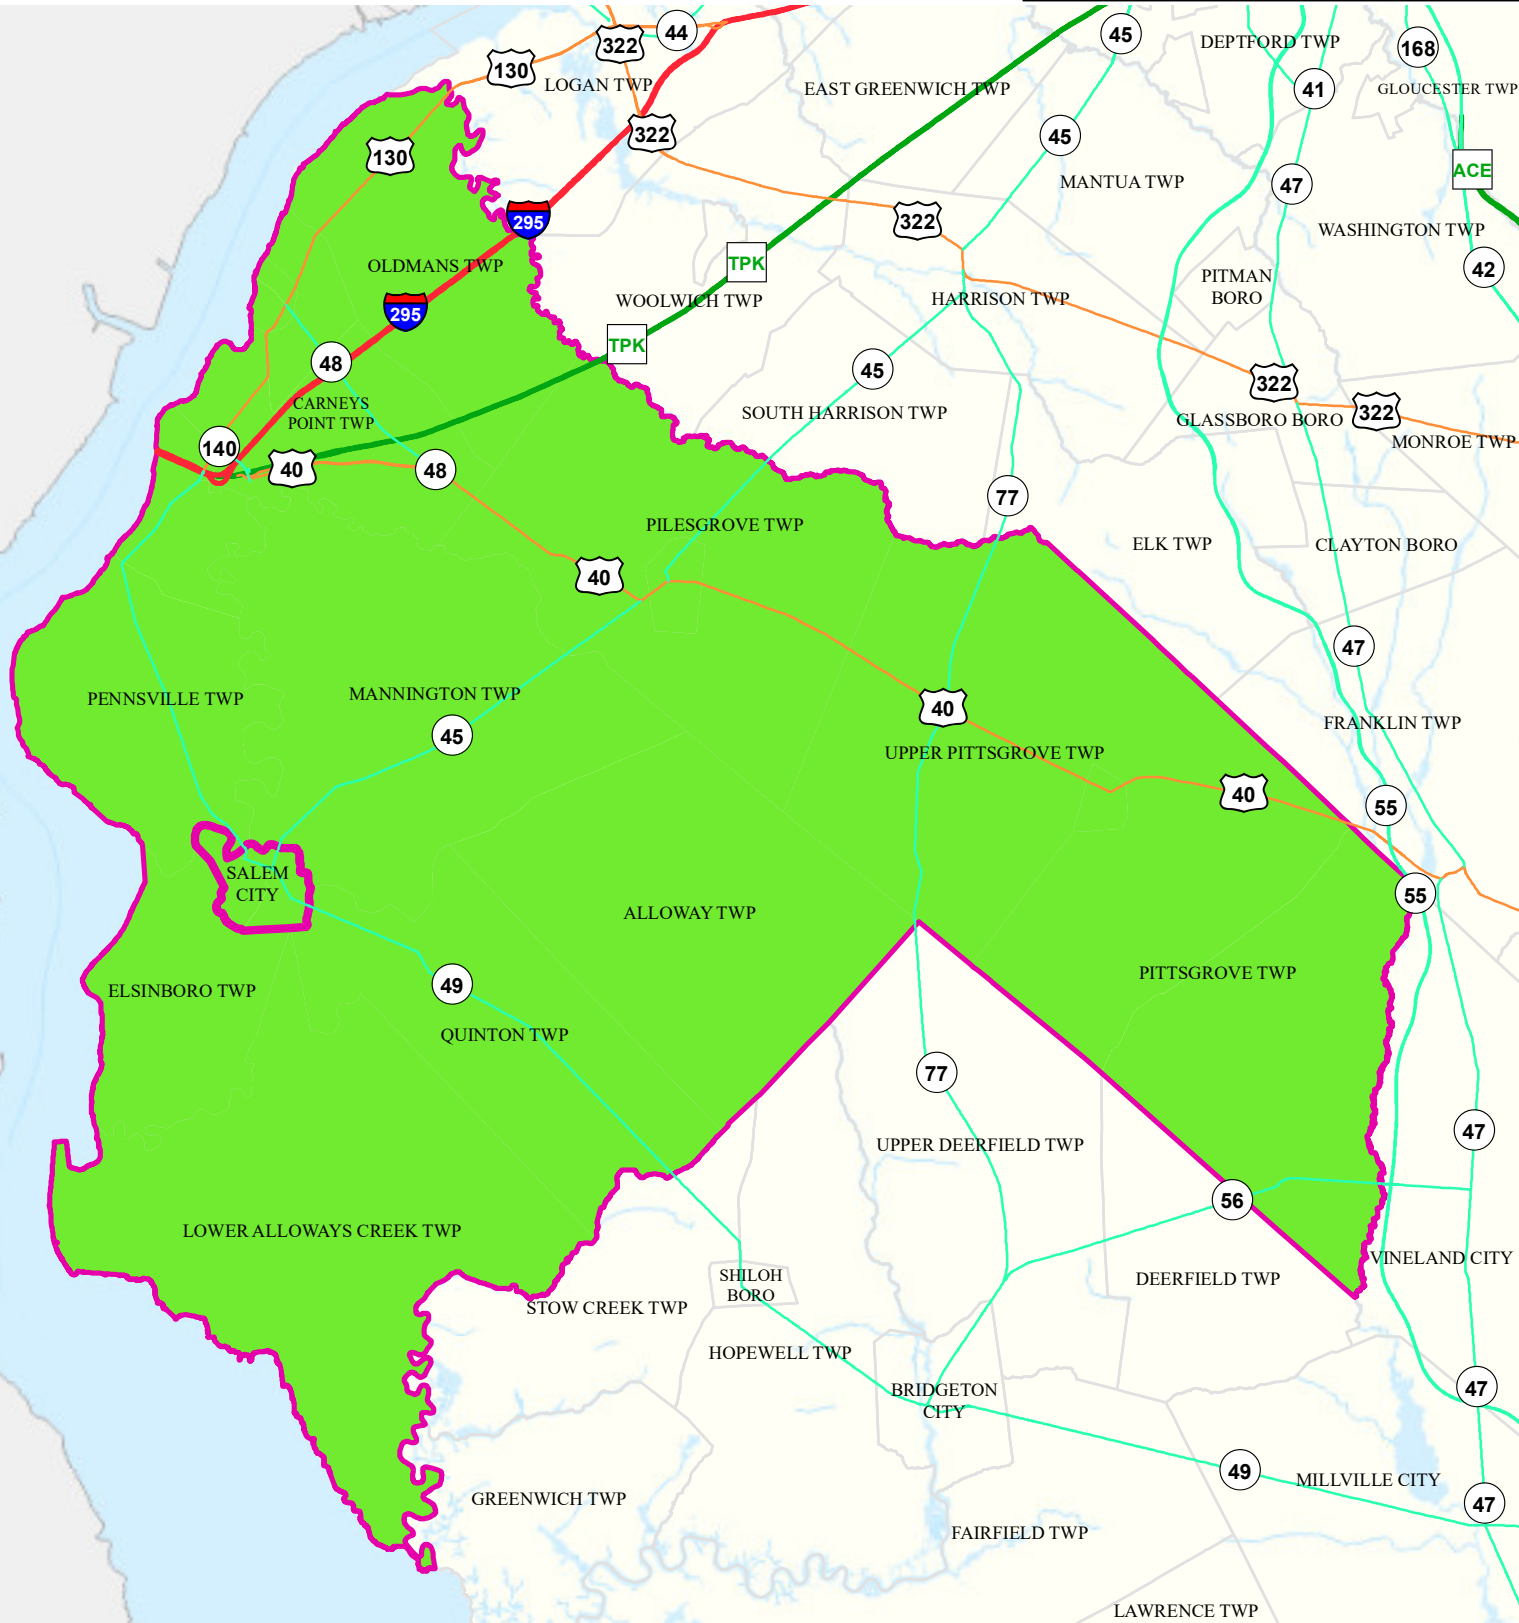 45
DEPTFORD TWP
168
44
322
130
LOGAN TWP
EAST GREENWICH TWP
41
GLOUCESTER TWP
322
45
130
ACE
MANTUA TWP
47
295
322
WASHINGTON TWP
OLDMANS TWP
TPK
42
PITMAN
BORO
WOOLWICH TWP
HARRISON TWP
295
TPK
48
45
322
CARNEYS
POINT TWP
SOUTH HARRISON TWP
322
GLASSBORO BORO
MONROE TWP
140
40
48
77
PILESGROVE TWP
ELK TWP
CLAYTON BORO
40
47
PENNSVILLE TWP
MANNINGTON TWP
40
FRANKLIN TWP
45
UPPER PITTSGROVE TWP
40
55
SALEM
CITY
55
ALLOWAY TWP
PITTSGROVE TWP
ELSINBORO TWP
49
QUINTON TWP
77
47
UPPER DEERFIELD TWP
56
LOWER ALLOWAYS CREEK TWP
VINELAND CITY
SHILOH
BORO
DEERFIELD TWP
STOW CREEK TWP
HOPEWELL TWP
BRIDGETON
CITY
47
49
MILLVILLE CITY
GREENWICH TWP
47
FAIRFIELD TWP
LAWRENCE TWP